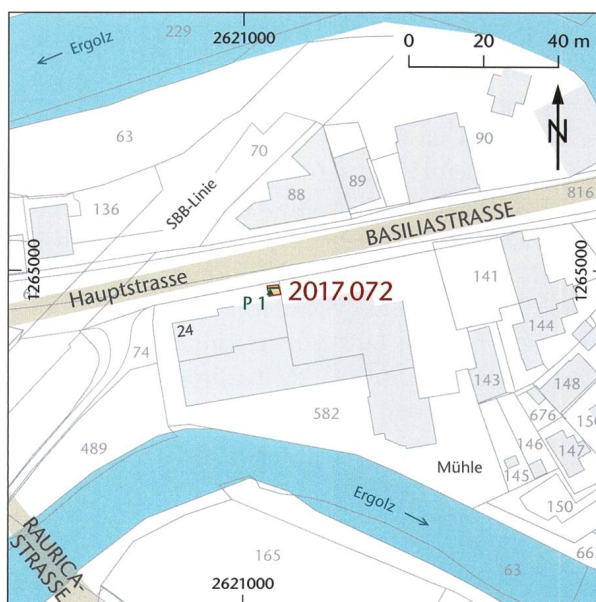 229
2621000
0 20 40 m
Ergolz
63
N
70
90
89
88
136
SBB-Linie
816
BASILIASTRASSE
1265000
1265000
Hauptstrasse
141
P 1
2017.072
24
144
74
143
148
676
582
489
146
147
Mühle
145
150
Ergolz
RAURICA-
STRASSE
165
63
2621000